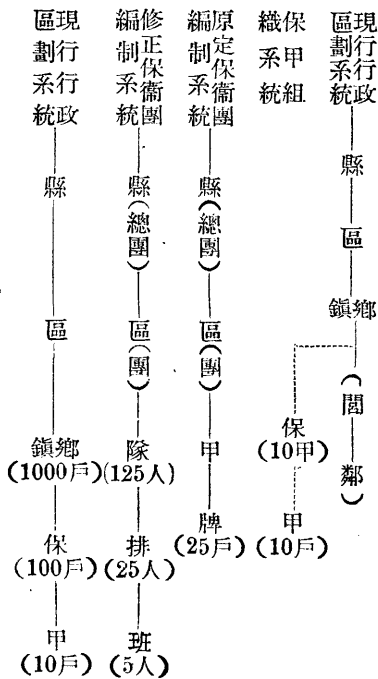 現行行政
區劃系統
縣
區
鄉
鎮
(閭
鄰)
保甲組
織系統
保
(10甲)
甲
(10戶)
原定保衞團
編制系統
縣(總團)
區(團)
甲
牌
(25戶)
修正保衞團
編制系統
縣(總團)
區(團)
隊
(125人)
排
(25人)
班
(5人)
現行行政
區劃系統
縣
區
鄉
鎮
(1000戶)
保
(100戶)
甲
(10戶)